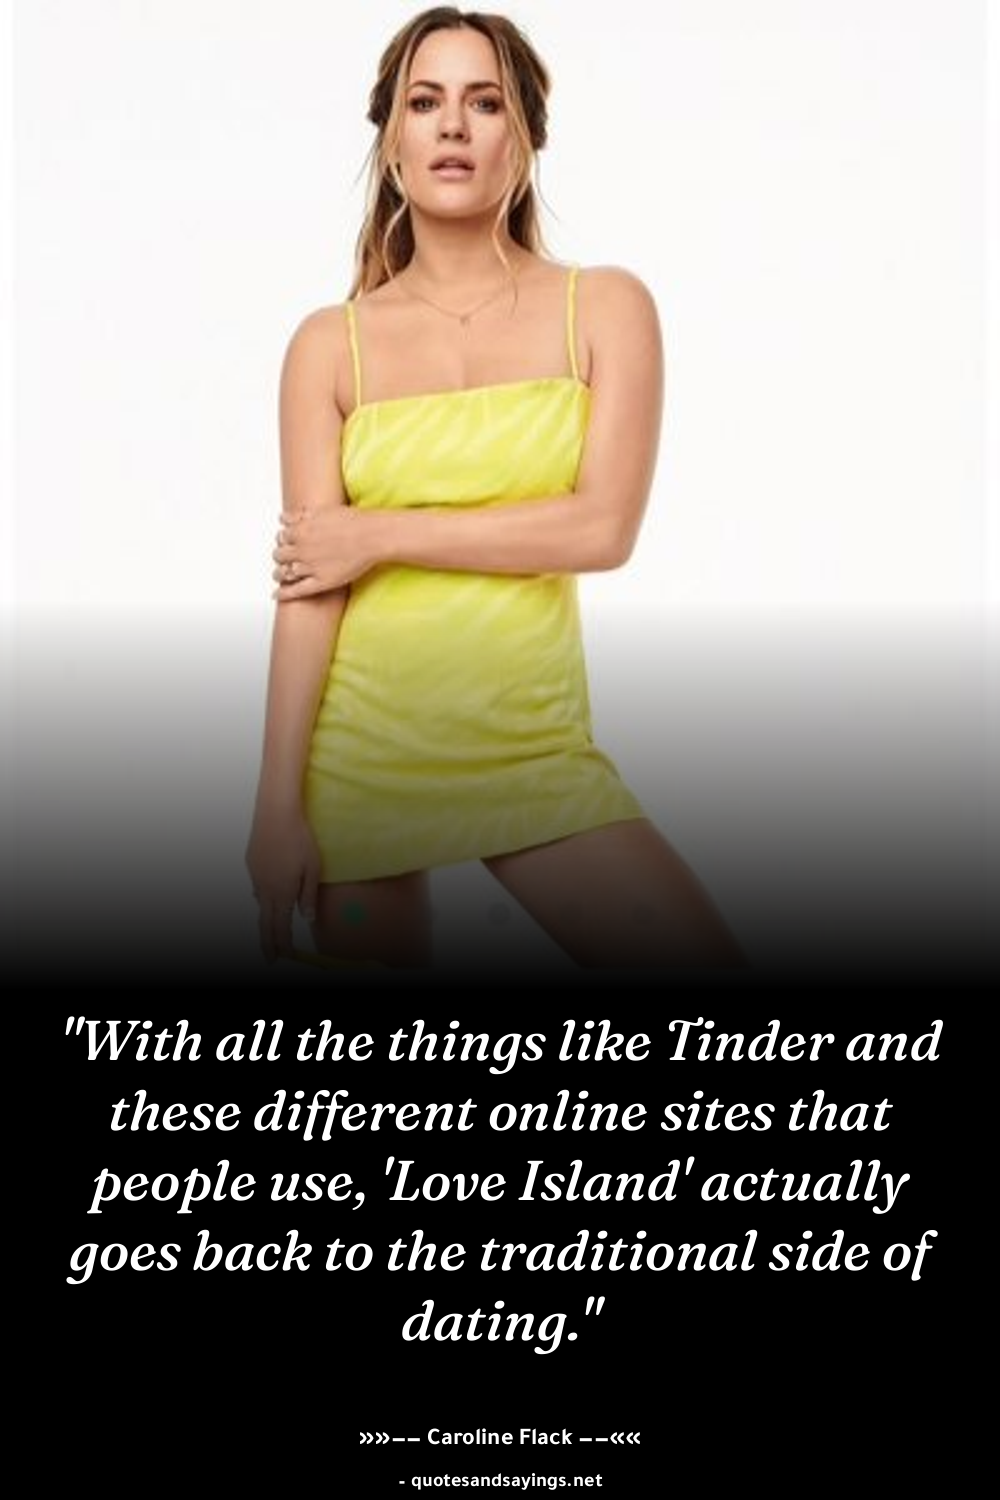 "With all the things like Tinder and
these different online sites that
people use, 'Love Island' actually
goes back to the traditional side of
dating."
»»−− Caroline Flack −−««
- quotesandsayings.net